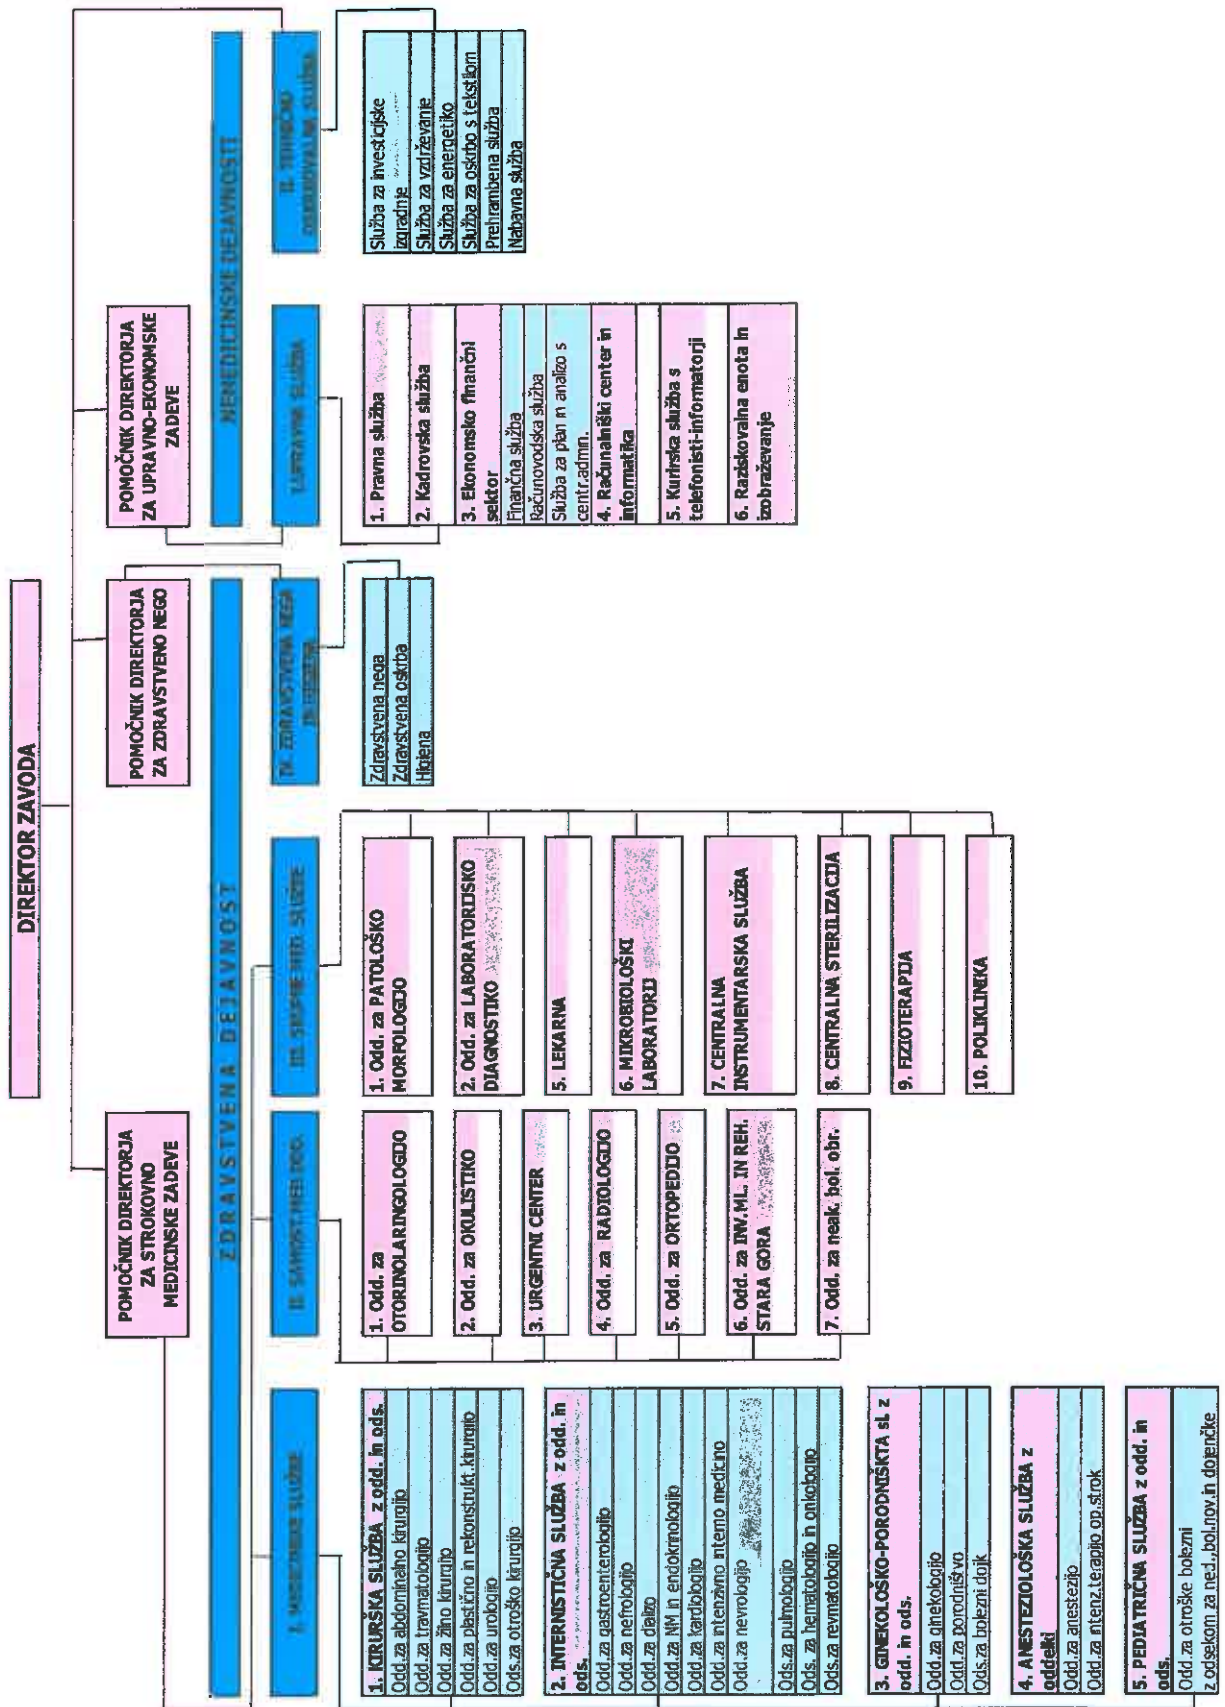 DIREKTOR ZAVODA
POMOČNIK DIREKTORJA
ZA STROKOVNO
MEDICINSKE ZADEVE
POMOČNIK DIREKTORJA
ZA ZDRAVSTVENO NEGO
POMOČNIK DIREKTORJA
ZA UPRAVNO-EKONOMSKE
ZADEVE
ZDRAVSTVENA DEJAVNOST
NEMEDICINSKE DEJAVNOSTI
I. MEDICINSKE SLUŽBE
II. SAMOST.MED.ODD.
III. SKUPNE MED. SLUŽBE
IV. ZDRAVSTVENA NEGA
IN HIGIENA
I.UPRAVNA SLUŽBA
II. TEHNIČNO
OSKRBOVALNA SLUŽBA
1. KIRURŠKA SLUŽBA z odd. in ods.
Odd.za abdominalno kirurgijo
Odd.za travmatologijo
Odd.za žilno kirurgijo
Odd.za plastično in rekonstrukt.kirurgijo
Odd.za urologijo
Ods.za otroško kirurgijo
2. INTERNISTIČNA SLUŽBA z odd. in
ods.
Odd.za gastroenterologijo
Odd.za nefrologijo
Odd.za dializo
Odd.za NM in endokrinologijo
Odd.za kardiologijo
Odd.za intenzivno interno medicino
Odd.za nevrologijo
Ods.za pulmologijo
Ods.za hematologijo in onkologijo
Ods.za revmatologijo
3. GINEKOLOŠKO-PORODNIŠKTA sl. z
odd. in ods.
Odd.za ginekologijo
Odd.za porodništvo
Ods.za bolezni dojk
4. ANESTEZIOLOŠKA SLUŽBA z
oddelki
Odd.za anestezijo
Odd.za intenz.terapijo op.strok
5. PEDIATRIČNA SLUŽBA z odd. in
ods.
Odd.za otroške bolezni
z odsekom za ned.,bol.nov.in dojenčke
1. Odd. za
OTORINOLARINGOLOGIJO
2. Odd. za OKULISTIKO
3. URGENTNI CENTER
4. Odd. za RADIOLOGIJO
5. Odd. za ORTOPEDIJO
6. Odd. za INV.ML. IN REH.
STARA GORA
7. Odd. za neak. bol. obr.
1. Odd. za PATOLOŠKO
MORFOLOGIJO
2. Odd. za LABORATORIJSKO
DIAGNOSTIKO
5. LEKARNA
6. MIKROBIOLOŠKI
LABORATORIJ
7. CENTRALNA
INSTRUMENTARSKA SLUŽBA
8. CENTRALNA STERILIZACIJA
9. FIZIOTERAPIJA
10. POLIKLINIKA
Zdravstvena nega
Zdravstvena oskrba
Higiena
1. Pravna služba
2. Kadrovska služba
3. Ekonomsko finančni
sektor
Finančna služba
Računovodska služba
Služba za plan in analizo s
centr.admin.
4. Računalniški center in
informatika
5. Kurirska služba s
telefonisti-informatorji
6. Raziskovalna enota in
izobraževanje
Služba za investicijske
izgradnje
Služba za vzdrževanje
Služba za energetiko
Služba za oskrbo s tekstilom
Prehrambena služba
Nabavna služba